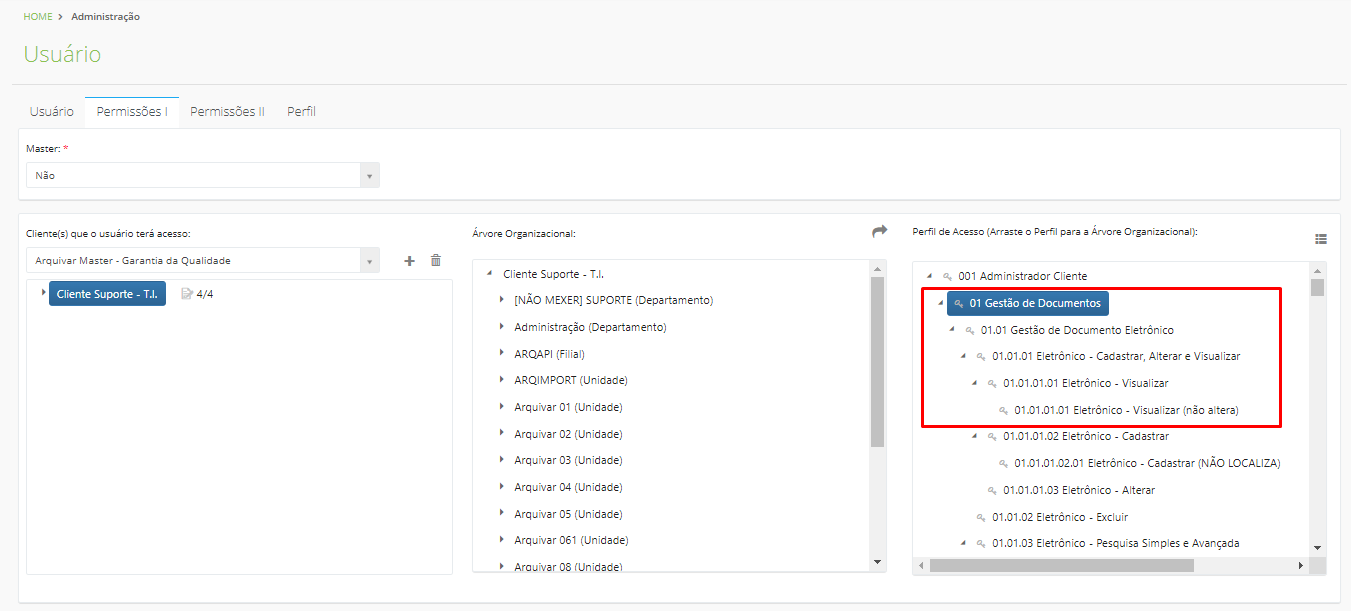 HOME > Administração
Usuário
Usuário Permissões I Permissões II Perfil
Master: *
Não
Cliente(s) que o usuário terá acesso:
Arquivar Master - Garantia da Qualidade
Cliente Suporte - T.I. 4/4
Árvore Organizacional:
Cliente Suporte - T.I.
[NÃO MEXER] SUPORTE (Departamento)
Administração (Departamento)
ARQAPI (Filial)
ARQIMPORT (Unidade)
Arquivar 01 (Unidade)
Arquivar 02 (Unidade)
Arquivar 03 (Unidade)
Arquivar 04 (Unidade)
Arquivar 05 (Unidade)
Arquivar 061 (Unidade)
Arquivar 08 (Unidade)
Perfil de Acesso (Arraste o Perfil para a Árvore Organizacional):
001 Administrador Cliente
01 Gestão de Documentos
01.01 Gestão de Documento Eletrônico
01.01.01 Eletrônico - Cadastrar, Alterar e Visualizar
01.01.01.01 Eletrônico - Visualizar
01.01.01.01 Eletrônico - Visualizar (não altera)
01.01.01.02 Eletrônico - Cadastrar
01.01.01.02.01 Eletrônico - Cadastrar (NÃO LOCALIZA)
01.01.01.03 Eletrônico - Alterar
01.01.02 Eletrônico - Excluir
01.01.03 Eletrônico - Pesquisa Simples e Avançada